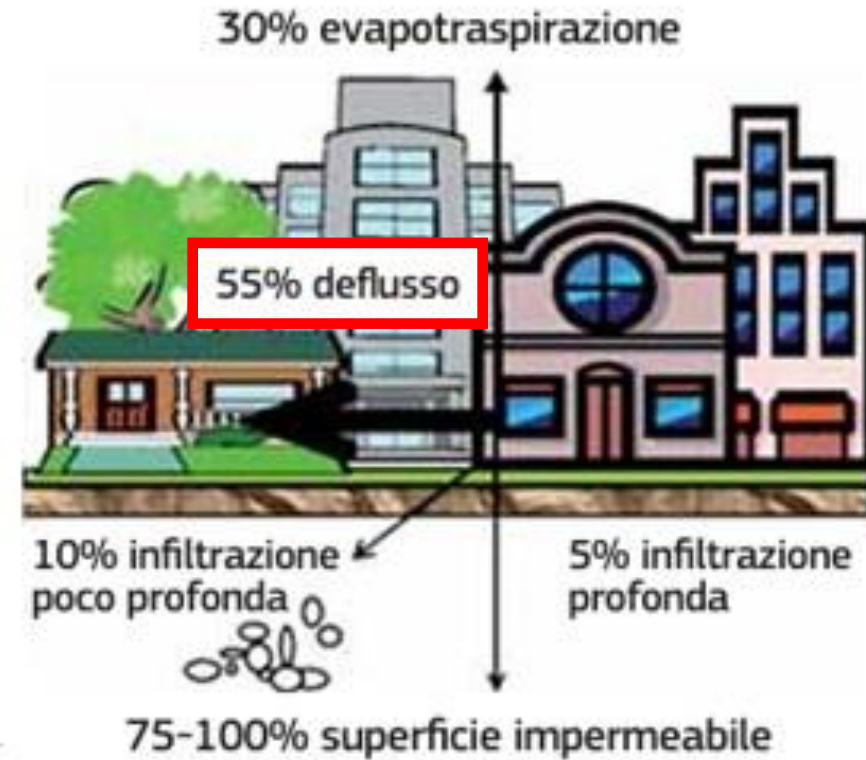 30% evapotraspirazione
55% deflusso
10% infiltrazione
poco profonda
5% infiltrazione
profonda
75-100% superficie impermeabile